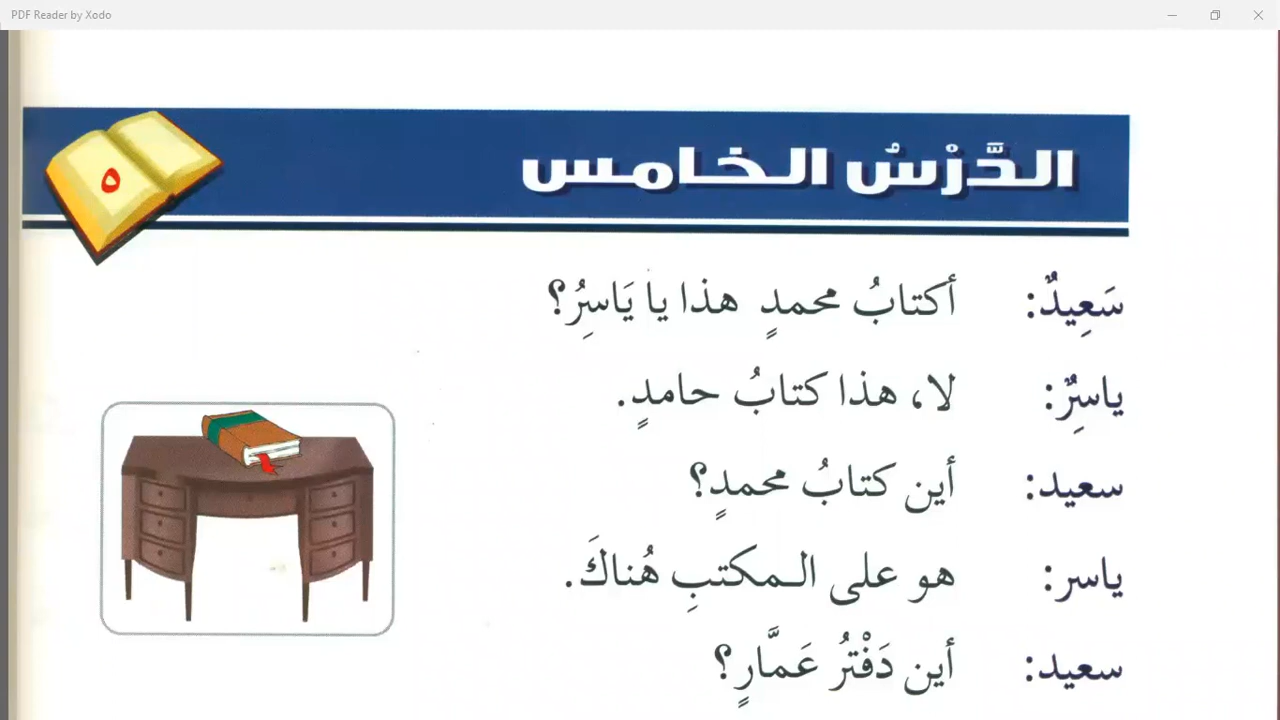 PDF Reader by Xodo
الدَّرْسُ الخامس
٥
سَعِيدٌ: أكتابُ محمدٍ هذا يا يَاسِرُ؟
ياسِرٌ: لا، هذا كتابُ حامدٍ.
سعيد: أين كتابُ محمدٍ؟
ياسر: هو على الـمكتبِ هُناكَ.
سعيد: أين دَفْتَرُ عَمَّارٍ؟